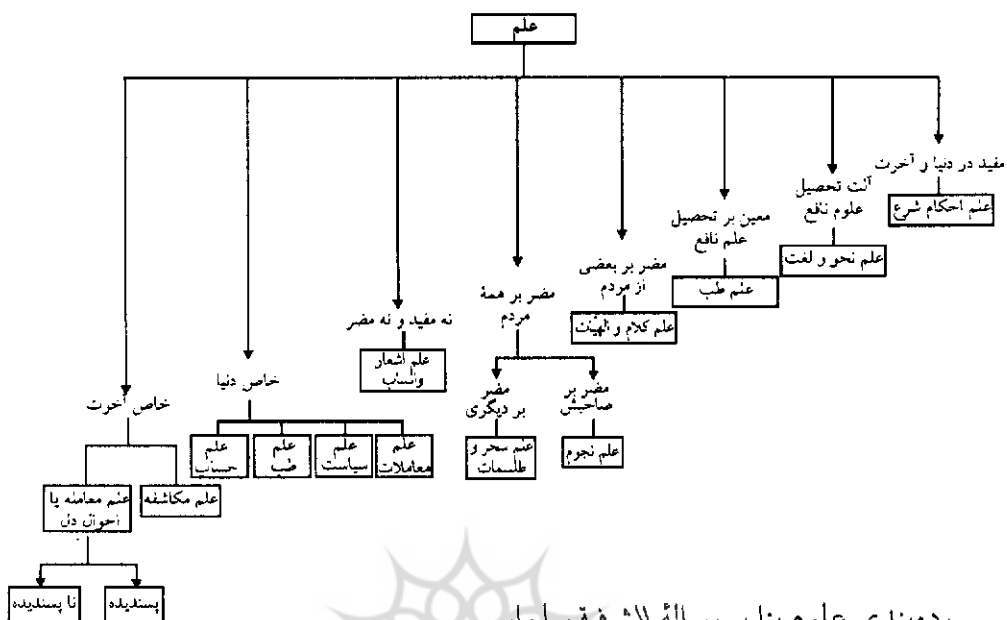 علم
مفید در دنیا و آخرت
علم احکام شرع
آلت تحصیل
علوم نافع
علم نحو و لغت
معین بر تحصیل
علم نافع
علم طب
مضر بر بعضی
از مردم
علم کلام و الهیّت
مضر بر همهٔ
مردم
مضر بر
صاحبش
علم نجوم
مضر
بر دیگری
علم سحر و
طلسمات
نه مفید و نه مضر
علم اشعار
وانساب
خاص دنیا
علم
معاملات
علم
سیاست
علم
طب
علم
حساب
خاص آخرت
علم مکاشفه
علم معامله یا
احوال دل
پسندیده
نا پسندیده